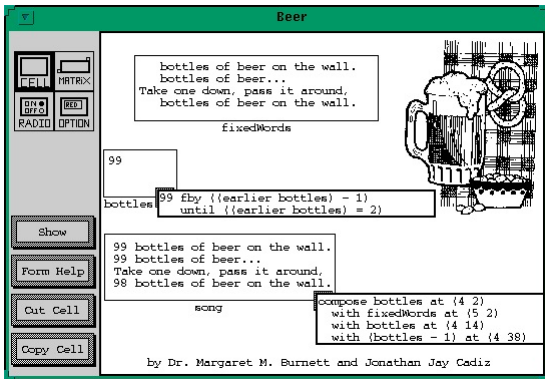 Beer
CELL
MATRiX
ON
OFF
RED
RADIO
OPTION
Show
Form Help
Cut Cell
Copy Cell
bottles of beer on the wall.
bottles of beer...
Take one down, pass it around,
bottles of beer on the wall.
fixedWords
99
bottles
99 fby ((earlier bottles) - 1)
until ((earlier bottles) = 2)
99 bottles of beer on the wall.
99 bottles of beer...
Take one down, pass it around,
98 bottles of beer on the wall.
song
compose bottles at (4 2)
with fixedWords at (5 2)
with bottles at (4 14)
with (bottles - 1) at (4 38)
by Dr. Margaret M. Burnett and Jonathan Jay Cadiz